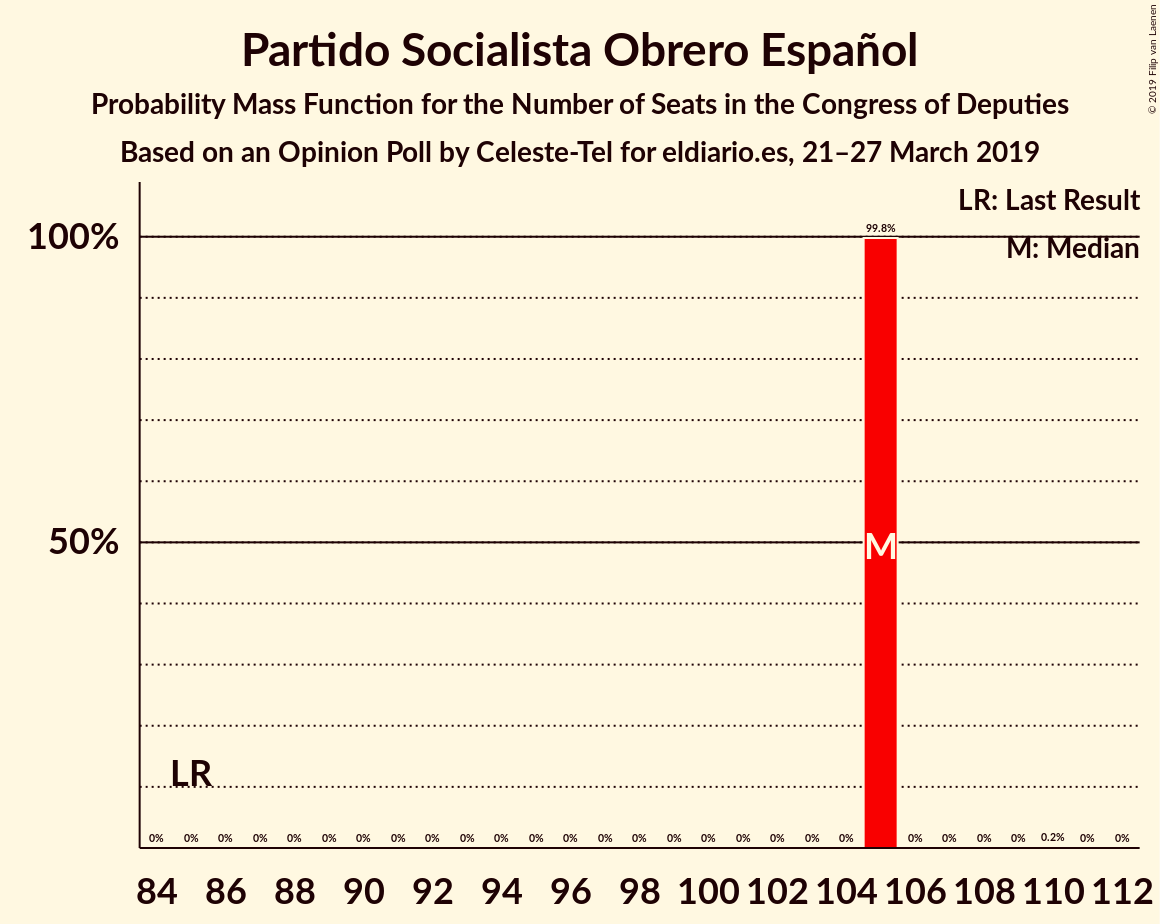 Partido Socialista Obrero Español
Probability Mass Function for the Number of Seats in the Congress of Deputies
Based on an Opinion Poll by Celeste-Tel for eldiario.es, 21–27 March 2019
© 2019 Filip van Laenen
LR: Last Result
M: Median
100%
50%
99.8%
M
LR
0% 0% 0% 0% 0% 0% 0% 0% 0% 0% 0% 0% 0% 0% 0% 0% 0% 0% 0% 0% 0% 0% 0% 0% 0% 0.2% 0% 0%
84 86 88 90 92 94 96 98 100 102 104 106 108 110 112